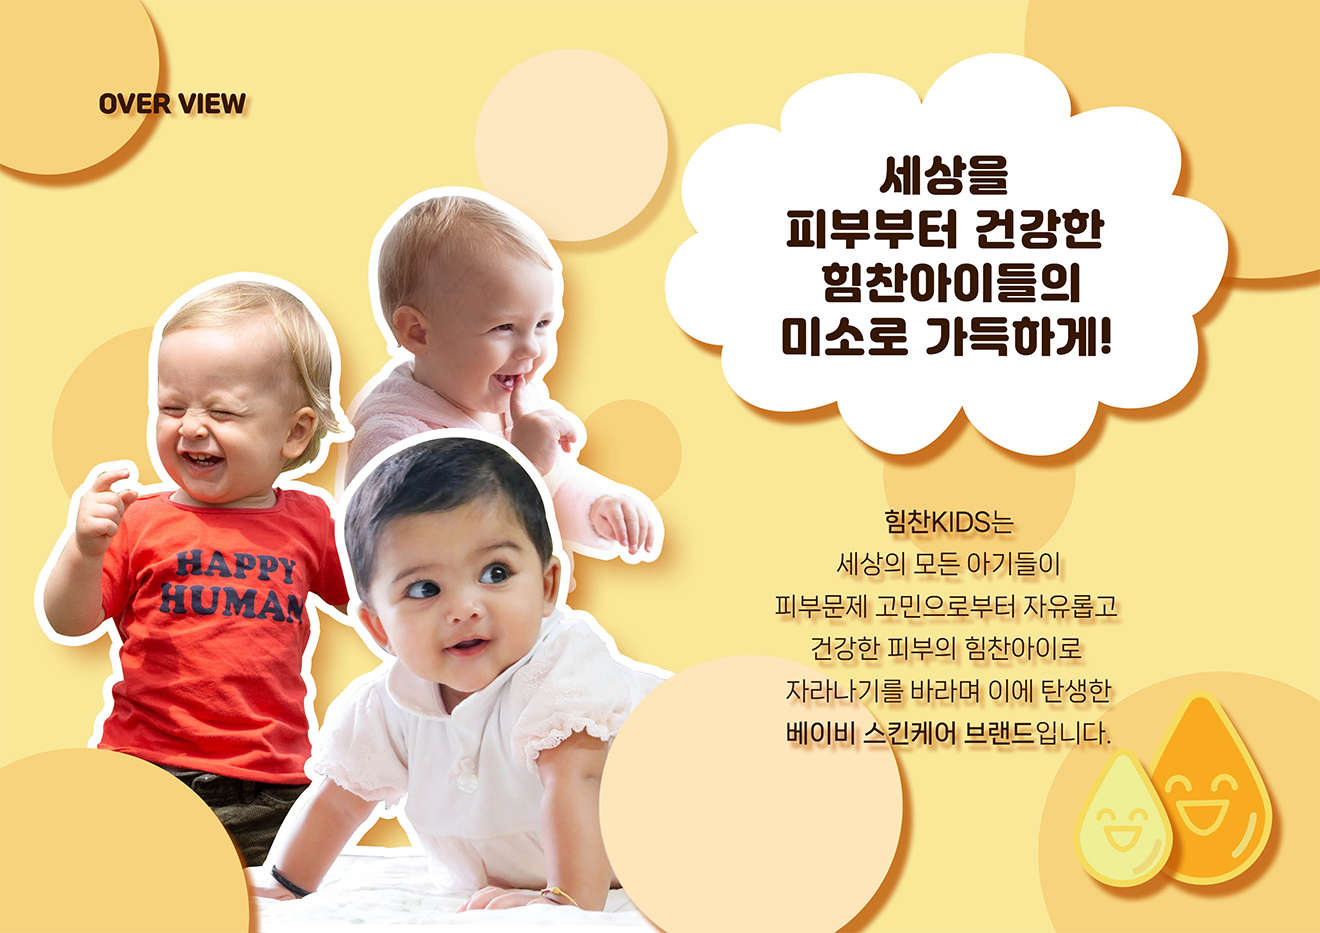 OVER VIEW
세상을
피부부터 건강한
힘찬아이들의
미소로 가득하게!
HAPPY
HUMAN
힘찬KIDS는
세상의 모든 아기들이
피부문제 고민으로부터 자유롭고
건강한 피부의 힘찬아이로
자라나기를 바라며 이에 탄생한
베이비 스킨케어 브랜드입니다.